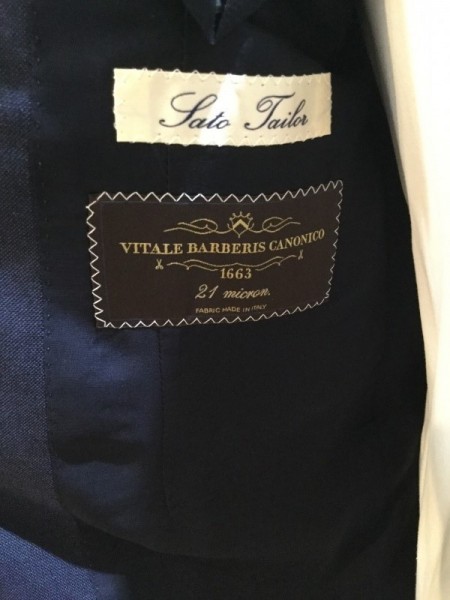 Sato Tailor
VITALE BARBERIS CANONICO
1663
21 micron.
FABRIC MADE IN ITALY